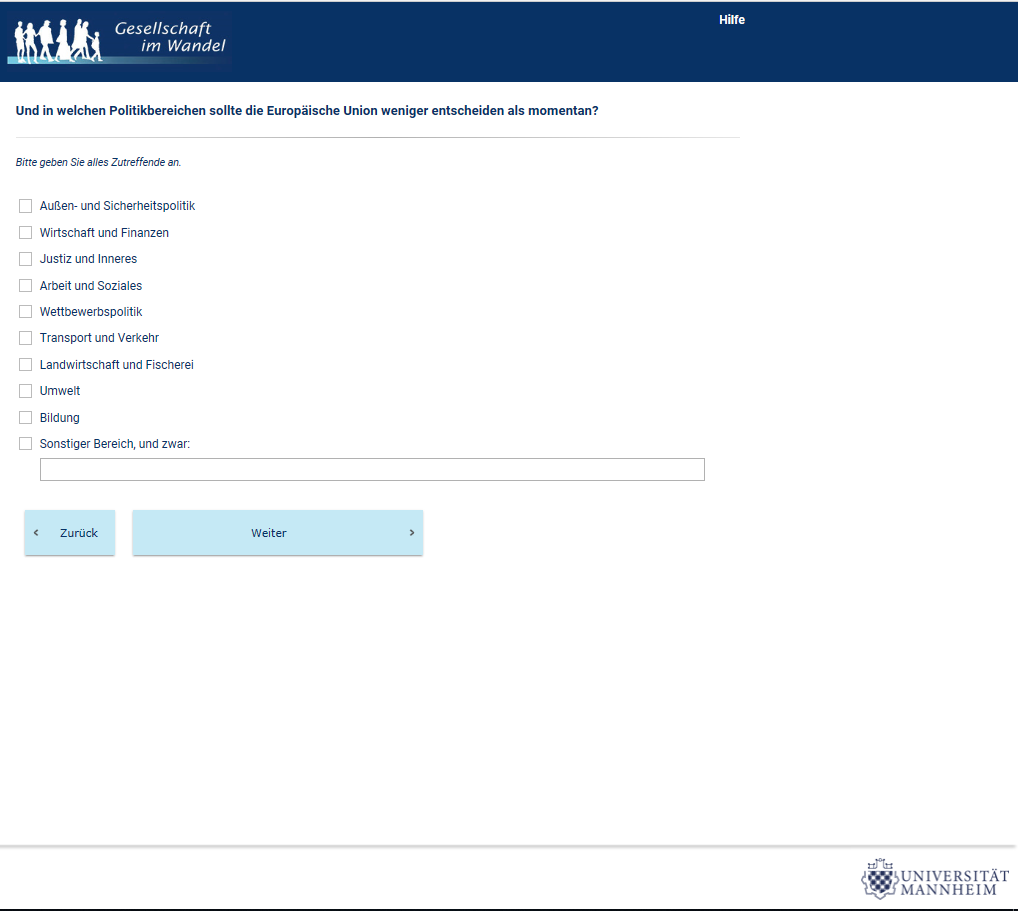 Gesellschaft
im Wandel
Hilfe
Und in welchen Politikbereichen sollte die Europäische Union weniger entscheiden als momentan?
Bitte geben Sie alles Zutreffende an.
Außen- und Sicherheitspolitik
Wirtschaft und Finanzen
Justiz und Inneres
Arbeit und Soziales
Wettbewerbspolitik
Transport und Verkehr
Landwirtschaft und Fischerei
Umwelt
Bildung
Sonstiger Bereich, und zwar:
Zurück
Weiter
UNIVERSITÄT
MANNHEIM